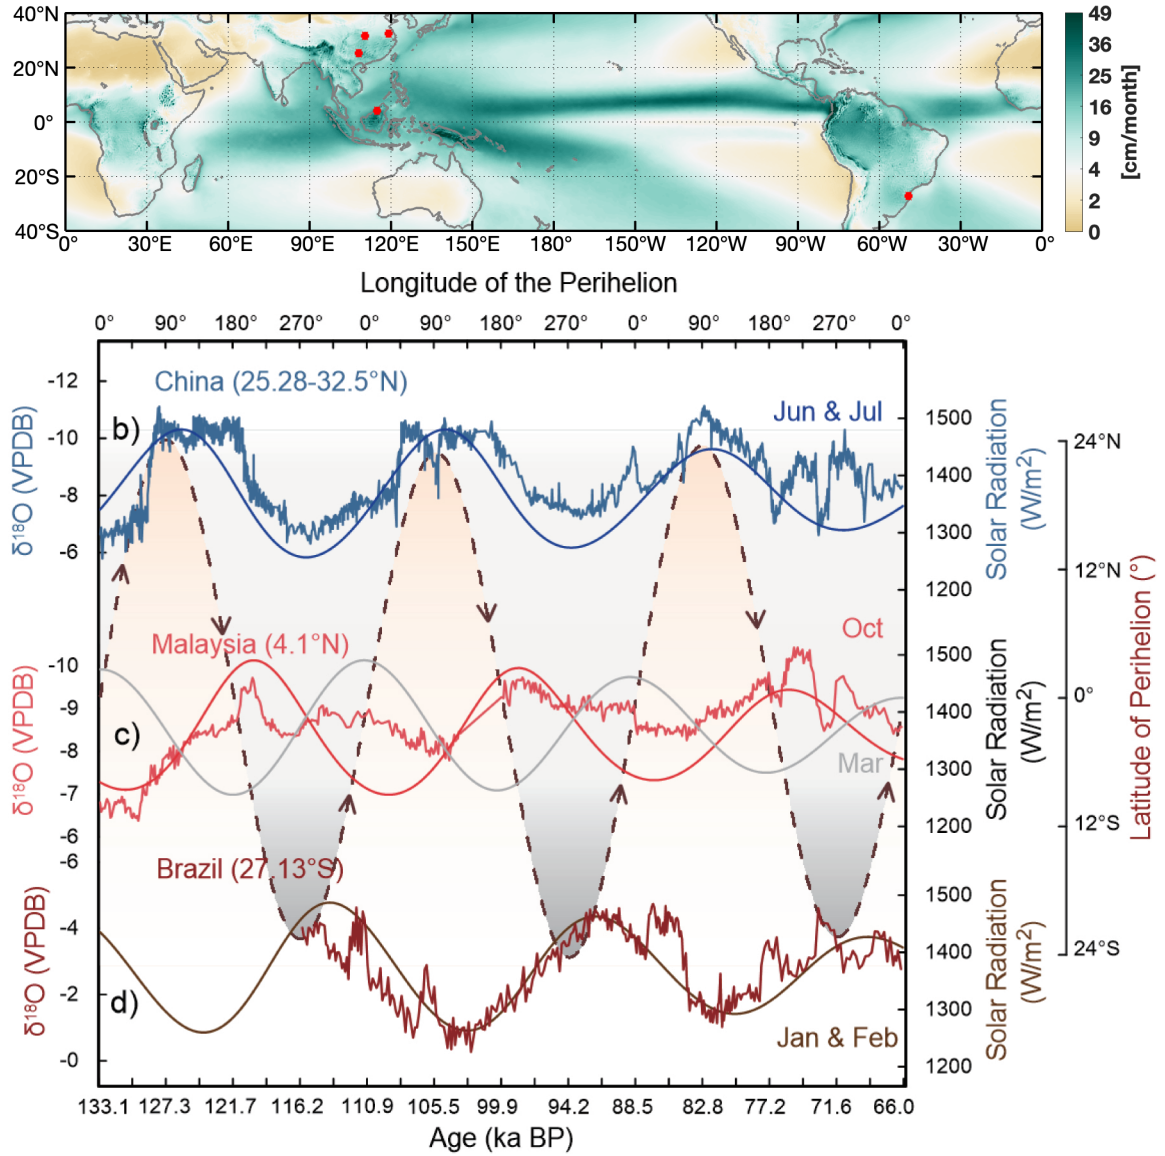 40°N
20°N
0°
20°S
40°S
0° 30°E 60°E 90°E 120°E 150°E 180° 150°W 120°W 90°W 60°W 30°W 0°
49
36
25
16
9
4
2
0
[cm/month]
Longitude of the Perihelion
0° 90° 180° 270° 0° 90° 180° 270° 0° 90° 180° 270° 0°
China (25.28-32.5°N)
Jun & Jul
b)
-12
-10
-8
-6
δ¹⁸O (VPDB)
1500
1400
1300
1200
Solar Radiation
(W/m²)
Malaysia (4.1°N)
Oct
c)
Mar
-10
-9
-8
-7
-6
δ¹⁸O (VPDB)
1500
1400
1300
1200
Solar Radiation
(W/m²)
24°N
12°N
0°
12°S
24°S
Latitude of Perihelion (°)
Brazil (27.13°S)
d)
Jan & Feb
-6
-4
-2
-0
δ¹⁸O (VPDB)
1500
1400
1300
1200
Solar Radiation
(W/m²)
133.1 127.3 121.7 116.2 110.9 105.5 99.9 94.2 88.5 82.8 77.2 71.6 66.0
Age (ka BP)